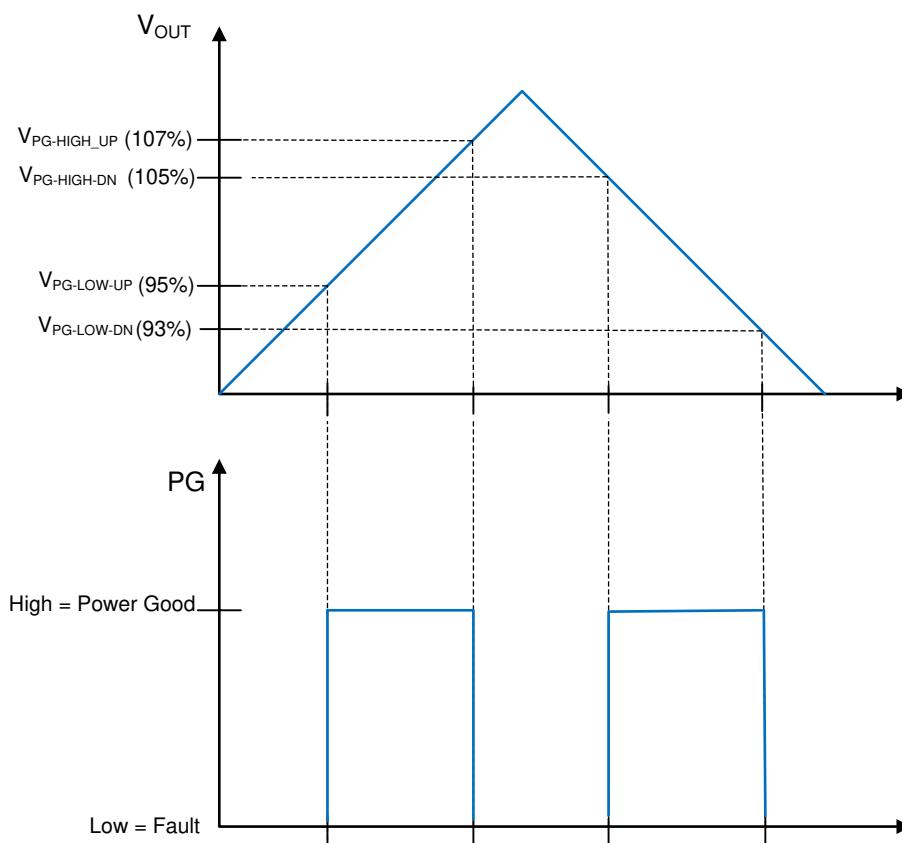 VOUT
VPG-HIGH_UP (107%)
VPG-HIGH-DN (105%)
VPG-LOW-UP (95%)
VPG-LOW-DN (93%)
PG
High = Power Good
Low = Fault